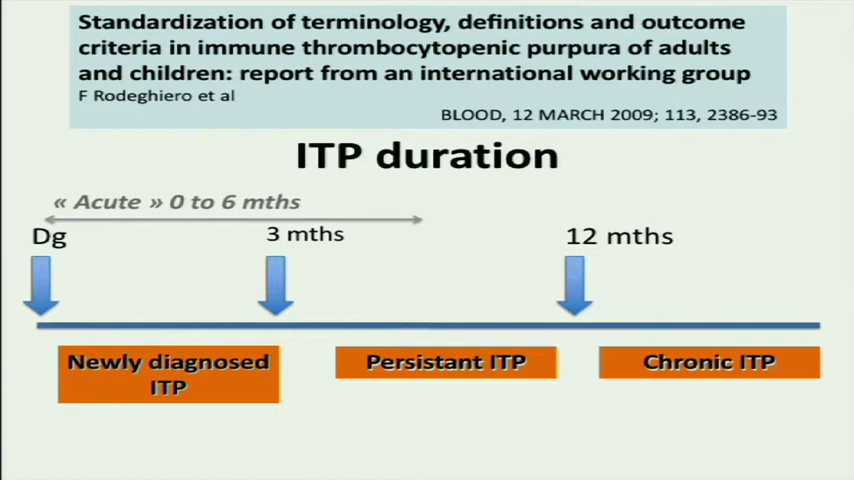 Standardization of terminology, definitions and outcome
criteria in immune thrombocytopenic purpura of adults
and children: report from an international working group
F Rodeghiero et al
BLOOD, 12 MARCH 2009; 113, 2386-93
ITP duration
« Acute » 0 to 6 mths
Dg 3 mths 12 mths
Newly diagnosed
ITP
Persistant ITP
Chronic ITP